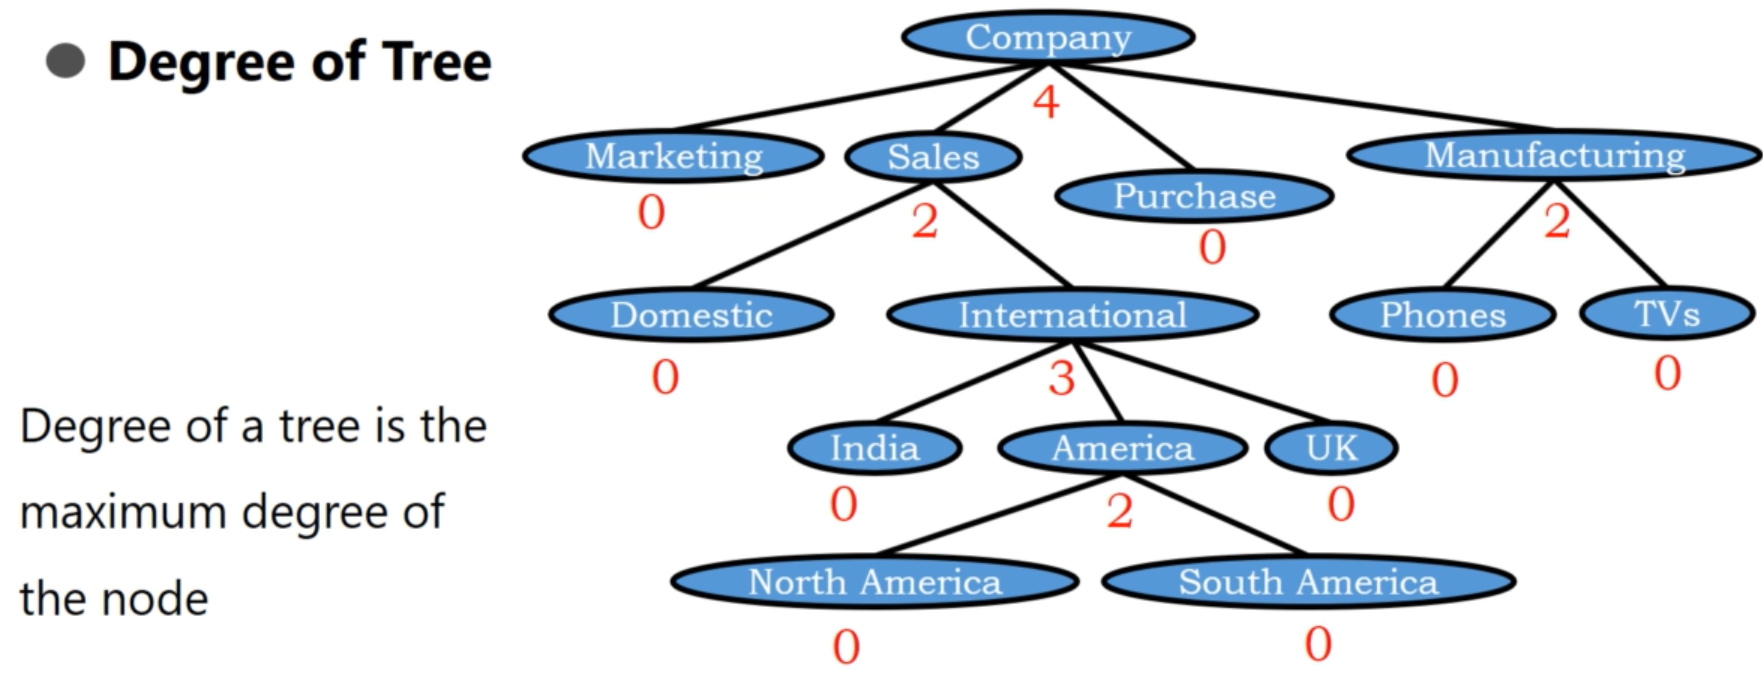 Degree of Tree
Company
4
Marketing
Sales
Purchase
Manufacturing
0
2
0
2
Domestic
International
Phones
TVs
0
3
0
0
India
America
UK
0
2
0
North America
South America
0
0
Degree of a tree is the
maximum degree of
the node